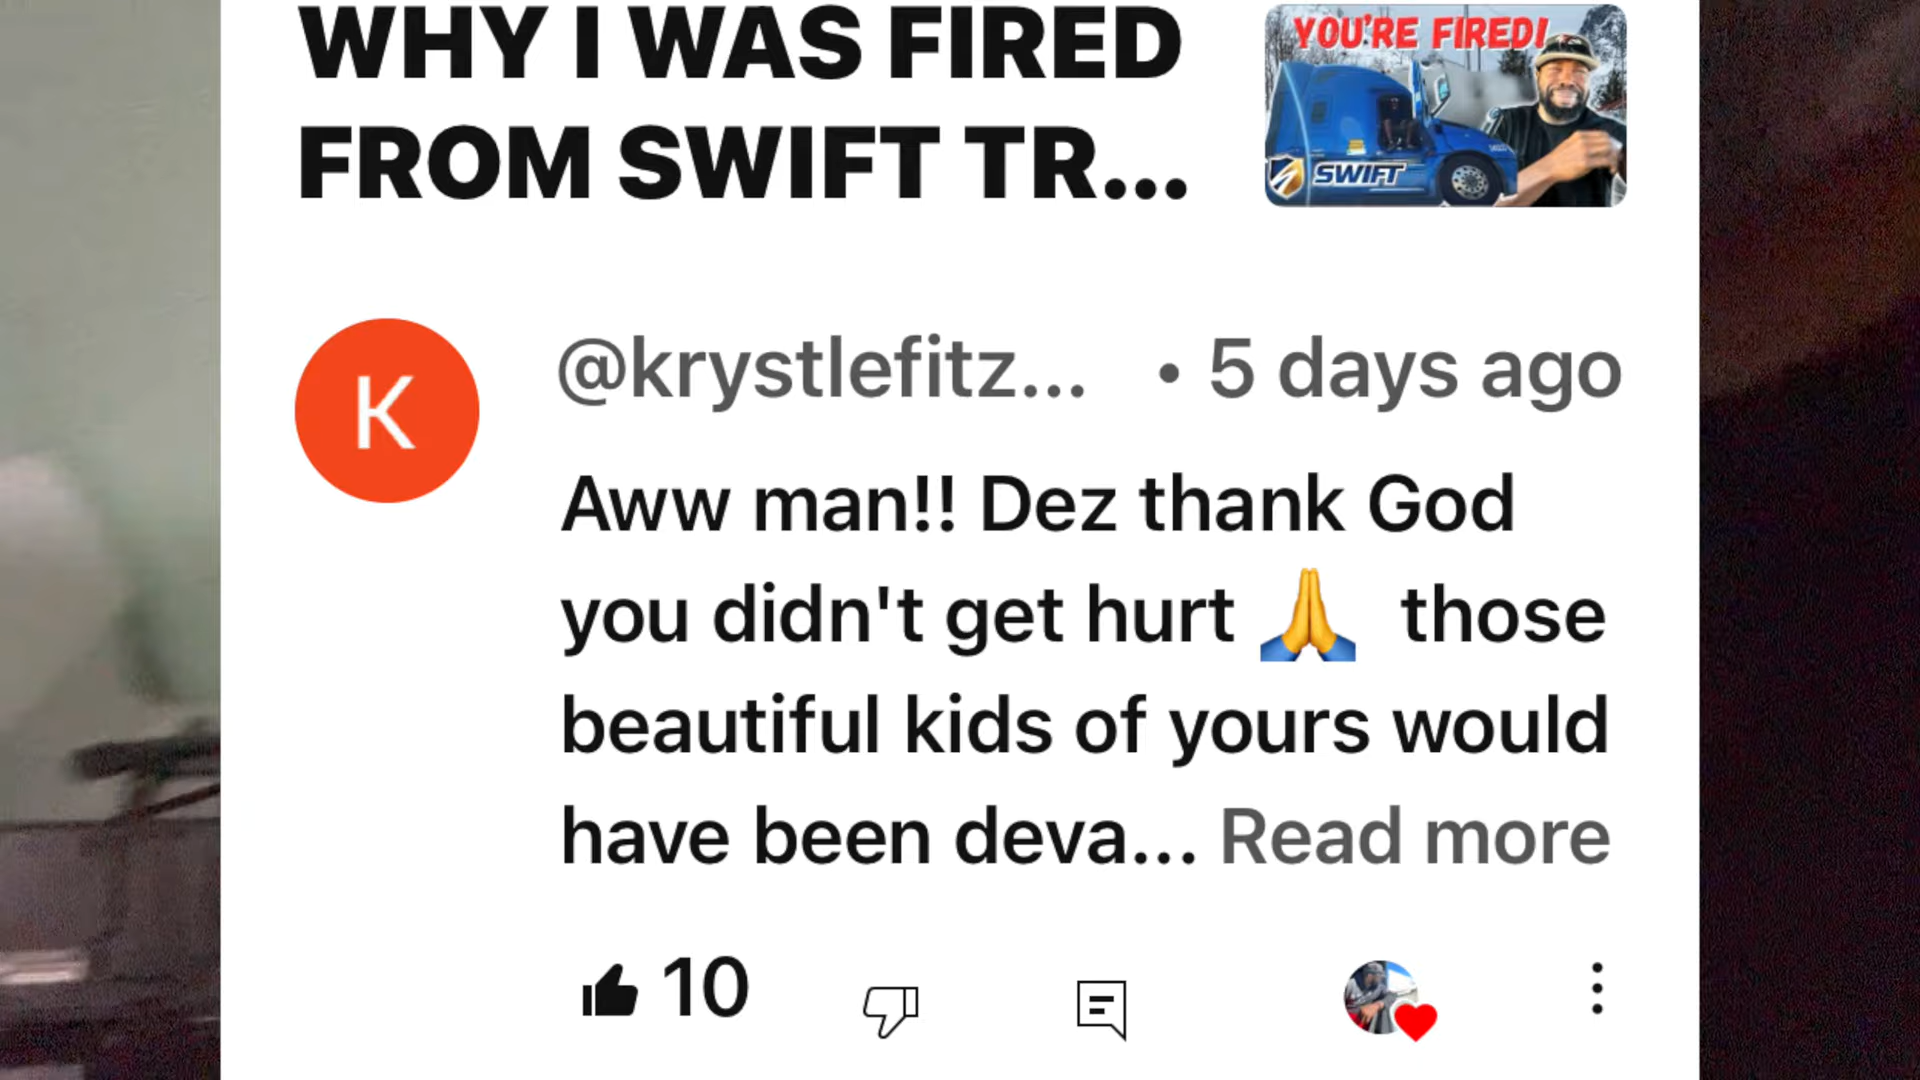 WHY I WAS FIRED
FROM SWIFT TR...
YOU'RE FIRED!
SWIFT
K
@krystlefitz... • 5 days ago
Aww man!! Dez thank God
you didn't get hurt 🙏 those
beautiful kids of yours would
have been deva... Read more
10